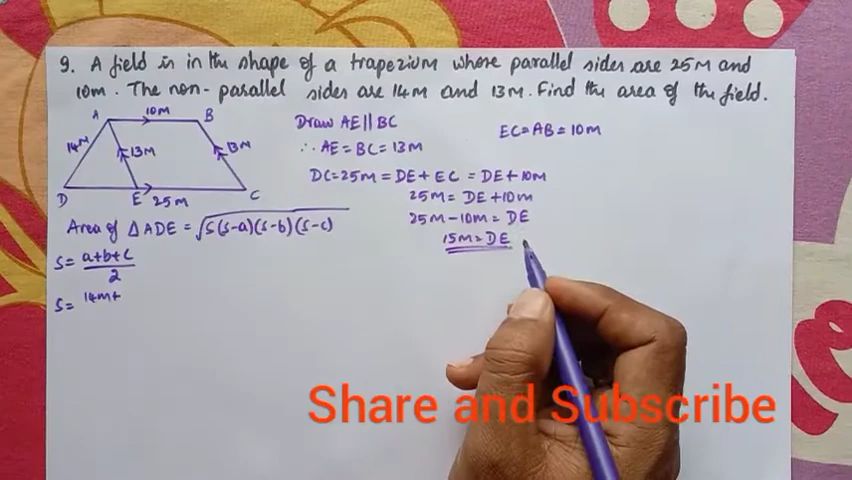 9. A field is in the shape of a trapezium whose parallel sides are 25M and
10M. The non-parallel sides are 14M and 13M. Find the area of the field.
A 10M B
14M 13M 13M
D E 25M C
Draw AE||BC
∴ AE=BC=13M
EC=AB=10M
DC=25M=DE+EC =DE+10M
25M=DE+10M
25M-10M=DE
15M=DE
Area of △ADE=√S(S-a)(S-b)(S-c)
S= a+b+c
2
S= 14M+
Share and Subscribe